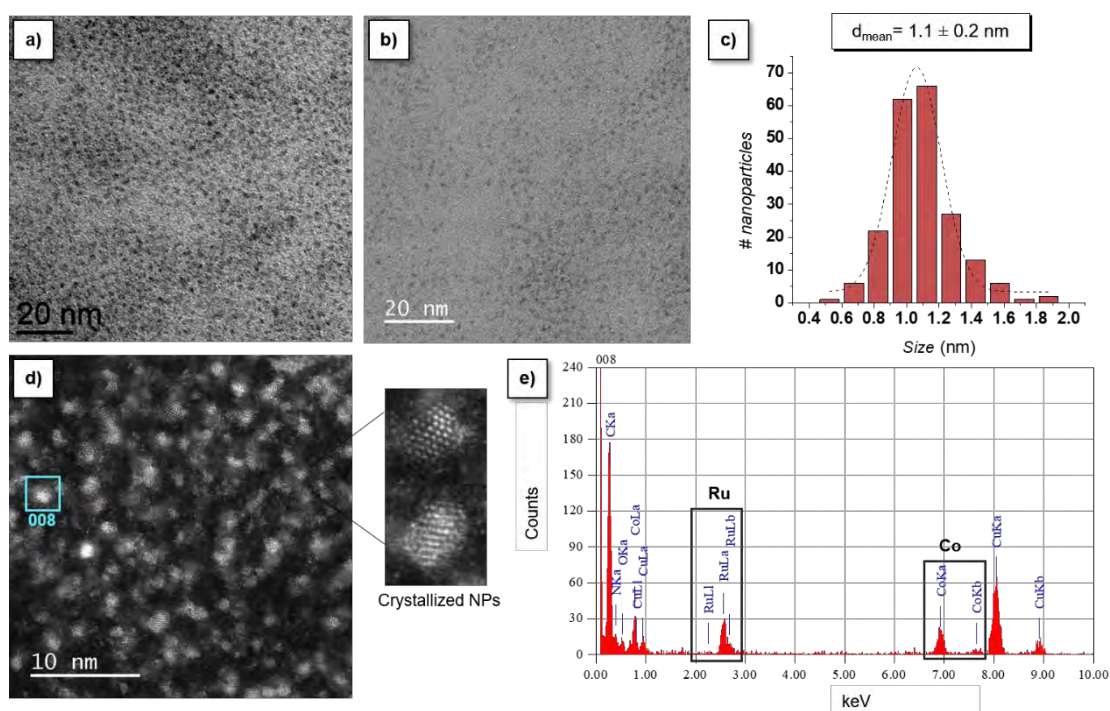 a)
20 nm
b)
20 nm
c)
dmean= 1.1 ± 0.2 nm
# nanoparticles
70
60
50
40
30
20
10
0
0.4 0.6 0.8 1.0 1.2 1.4 1.6 1.8 2.0
Size (nm)
d)
008
10 nm
Crystallized NPs
e)
008
Counts
240
210
180
150
120
90
60
30
0
CKa
NKa
OKa
CuLl
CoLa
CuLa
Ru
RuLl
RuLa
RuLb
Co
CoKa
CoKb
CuKa
CuKb
0.00 1.00 2.00 3.00 4.00 5.00 6.00 7.00 8.00 9.00 10.00
keV